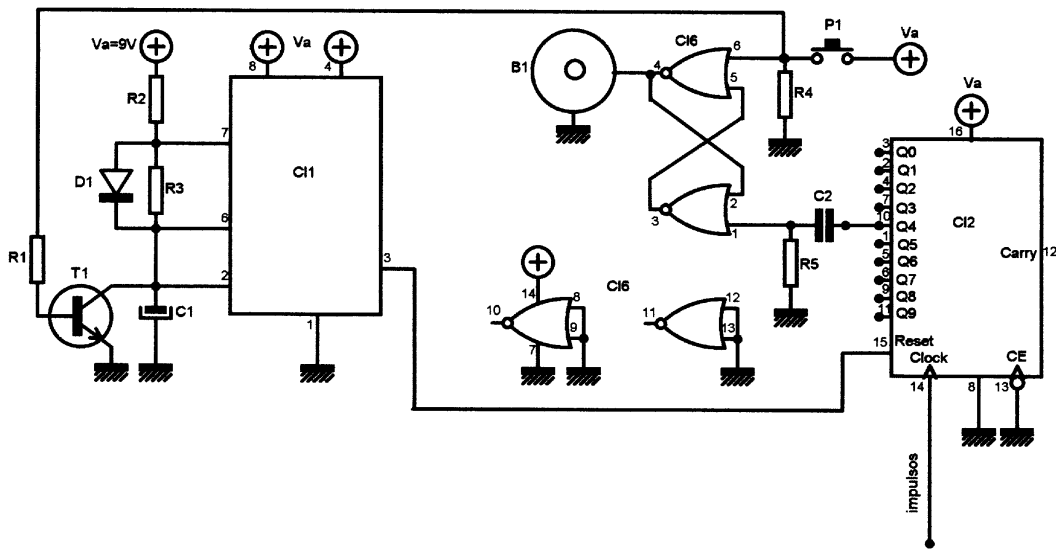 Va=9V
Va
8
4
R2
7
D1
R3
CI1
6
R1
T1
2
3
C1
1
B1
CI6
4
6
5
P1
Va
R4
3
2
1
C2
R5
CI6
14
10
8
9
7
11
12
13
Va
16
3 Q0
2 Q1
4 Q2
7 Q3
10 Q4
1 Q5
5 Q6
6 Q7
9 Q8
11 Q9
CI2
Carry 12
15 Reset
Clock
CE
14
8
13
impulsos